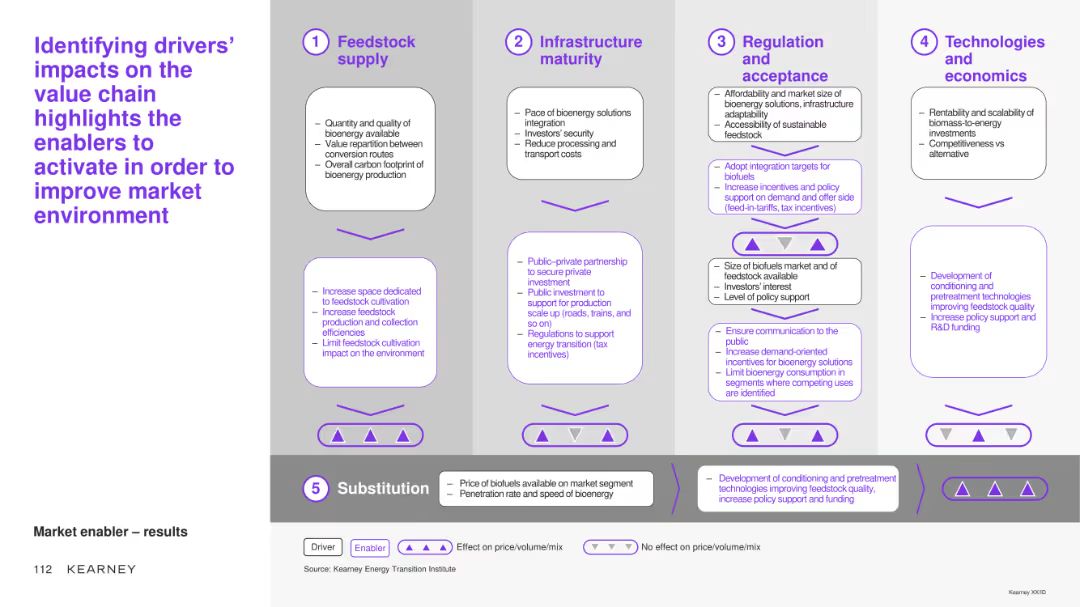 Identifying drivers'
impacts on the
value chain
highlights the
enablers to
activate in order to
improve market
environment
Market enabler – results
112 KEARNEY
1 Feedstock
supply
– Quantity and quality of
bioenergy available
– Value repartition between
conversion routes
– Overall carbon footprint of
bioenergy production
– Increase space dedicated
to feedstock cultivation
– Increase feedstock
production and collection
efficiencies
– Limit feedstock cultivation
impact on the environment
2 Infrastructure
maturity
– Pace of bioenergy solutions
integration
– Investors' security
– Reduce processing and
transport costs
– Public–private partnership
to secure private
investment
– Public investment to
support for production
scale up (roads, trains, and
so on)
– Regulations to support
energy transition (tax
incentives)
3 Regulation
and
acceptance
– Affordability and market size of
bioenergy solutions, infrastructure
adaptability
– Accessibility of sustainable
feedstock
– Adopt integration targets for
biofuels
– Increase incentives and policy
support on demand and offer side
(feed-in-tariffs, tax incentives)
– Size of biofuels market and of
feedstock available
– Investors' interest
– Level of policy support
– Ensure communication to the
public
– Increase demand-oriented
incentives for bioenergy solutions
– Limit bioenergy consumption in
segments where competing uses
are identified
4 Technologies
and
economics
– Rentability and scalability of
biomass-to-energy
investments
– Competitiveness vs
alternative
– Development of
conditioning and
pretreatment technologies
improving feedstock quality
– Increase policy support and
R&D funding
5 Substitution
– Price of biofuels available on market segment
– Penetration rate and speed of bioenergy
– Development of conditioning and pretreatment
technologies improving feedstock quality,
increase policy support and funding
Driver
Enabler
Effect on price/volume/mix
No effect on price/volume/mix
Source: Kearney Energy Transition Institute